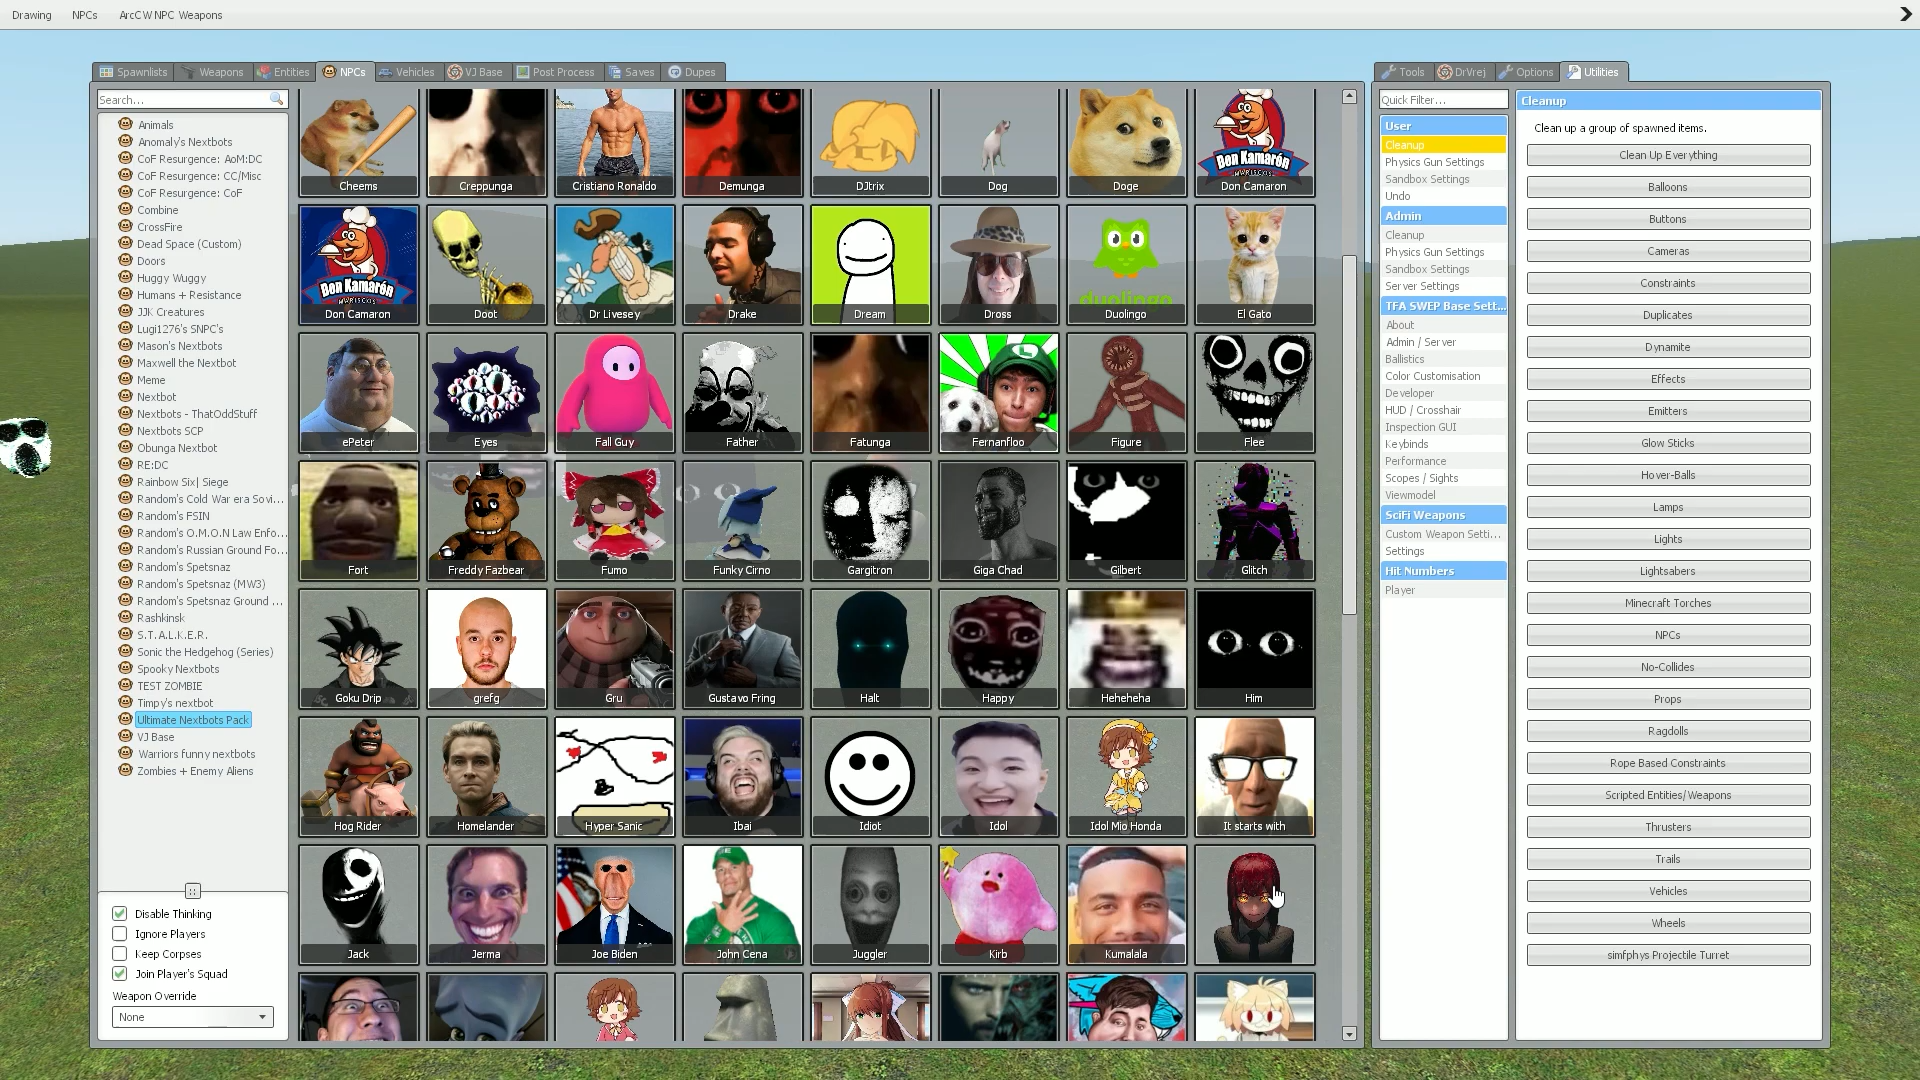 Drawing NPCs ArcCW NPC Weapons
Spawnlists Weapons Entities NPCs Vehicles VJ Base Post Process Saves Dupes
Search...
Animals
Anomaly's Nextbots
CoF Resurgence: AoM:DC
CoF Resurgence: CC/Misc
CoF Resurgence: CoF
Combine
CrossFire
Dead Space (Custom)
Doors
Huggy Wuggy
Humans + Resistance
JJK Creatures
Lugi1276's SNPC's
Mason's Nextbots
Maxwell the Nextbot
Meme
Nextbot
Nextbots - ThatOddStuff
Nextbots SCP
Obunga Nextbot
RE:DC
Rainbow Six| Siege
Random's Cold War era Sovi...
Random's FSIN
Random's O.M.O.N Law Enfo...
Random's Russian Ground Fo...
Random's Spetsnaz
Random's Spetsnaz (MW3)
Random's Spetsnaz Ground ...
Rashkinsk
S.T.A.L.K.E.R.
Sonic the Hedgehog (Series)
Spooky Nextbots
TEST ZOMBIE
Timpy's nextbot
Ultimate Nextbots Pack
VJ Base
Warriors funny nextbots
Zombies + Enemy Aliens
Disable Thinking
Ignore Players
Keep Corpses
Join Player's Squad
Weapon Override
None
Don Kamarón
MARISCOS
Cheems Creppunga Cristiano Ronaldo Demunga DJtrix Dog Doge Don Camaron
Don Kamarón
MARISCOS
duolingo
Don Camaron Doot Dr Livesey Drake Dream Dross Duolingo El Gato
ePeter Eyes Fall Guy Father Fatunga Fernanfloo Figure Flee
Fort Freddy Fazbear Fumo Funky Cirno Gargitron Giga Chad Gilbert Glitch
Goku Drip grefg Gru Gustavo Fring Halt Happy Heheheha Him
Hog Rider Homelander Hyper Sanic Ibai Idiot Idol Idol Mio Honda It starts with
Jack Jerma Joe Biden John Cena Juggler Kirb Kumalala
Tools DrVrej Options Utilities
Quick Filter...
User
Cleanup
Physics Gun Settings
Sandbox Settings
Undo
Admin
Cleanup
Physics Gun Settings
Sandbox Settings
Server Settings
TFA SWEP Base Sett...
About
Admin / Server
Ballistics
Color Customisation
Developer
HUD / Crosshair
Inspection GUI
Keybinds
Performance
Scopes / Sights
Viewmodel
SciFi Weapons
Custom Weapon Setti...
Settings
Hit Numbers
Player
Cleanup
Clean up a group of spawned items.
Clean Up Everything
Balloons
Buttons
Cameras
Constraints
Duplicates
Dynamite
Effects
Emitters
Glow Sticks
Hover-Balls
Lamps
Lights
Lightsabers
Minecraft Torches
NPCs
No-Collides
Props
Ragdolls
Rope Based Constraints
Scripted Entities/Weapons
Thrusters
Trails
Vehicles
Wheels
simfphys Projectile Turret